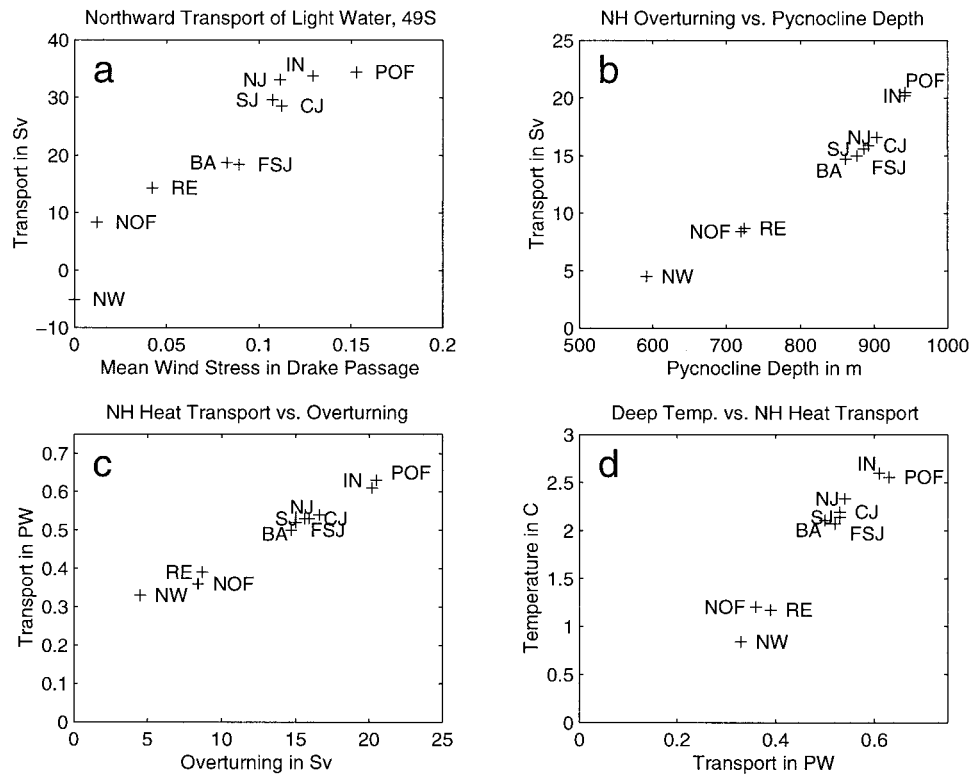 Northward Transport of Light Water, 49S
a
Transport in Sv
40
30
20
10
0
−10
IN
NJ
POF
SJ
CJ
BA
FSJ
RE
NOF
NW
0
0.05
0.1
0.15
0.2
Mean Wind Stress in Drake Passage
NH Overturning vs. Pycnocline Depth
b
Transport in Sv
25
20
15
10
5
0
POF
IN
NJ
SJ
CJ
BA
FSJ
NOF
RE
NW
500
600
700
800
900
1000
Pycnocline Depth in m
NH Heat Transport vs. Overturning
c
Transport in PW
0.7
0.6
0.5
0.4
0.3
0.2
0.1
0
IN
POF
NJ
SJ
CJ
BA
FSJ
RE
NOF
NW
0
5
10
15
20
25
Overturning in Sv
Deep Temp. vs. NH Heat Transport
d
Temperature in C
3
2.5
2
1.5
1
0.5
0
IN
POF
NJ
SJ
CJ
BA
FSJ
NOF
RE
NW
0
0.2
0.4
0.6
Transport in PW